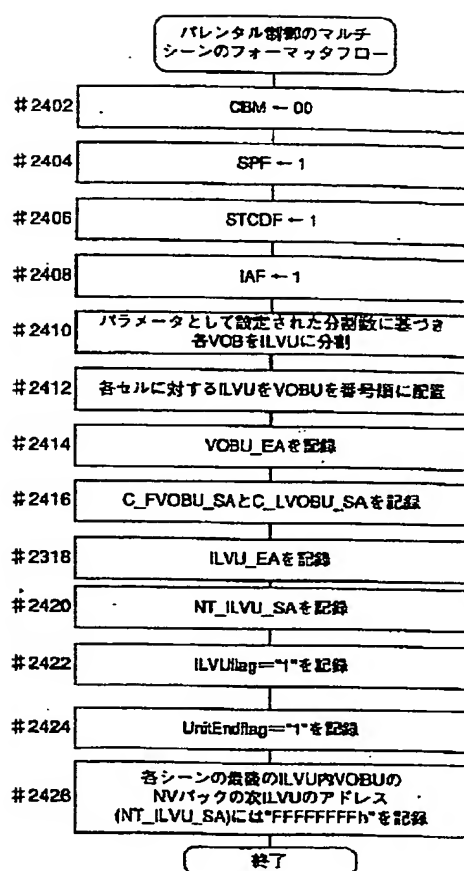 パレンタル制御のマルチ
シーンのフォーマッタフロー
#2402
CBM ← 00
#2404
SPF ← 1
#2406
STCDF ← 1
#2408
IAF ← 1
#2410
パラメータとして設定された分割数に基づき
各VOBをILVUに分割
#2412
各セルに対するILVUをVOBUを番号順に配置
#2414
VOBU_EAを記録
#2416
C_FVOBU_SAとC_LVOBU_SAを記録
#2318
ILVU_EAを記録
#2420
NT_ILVU_SAを記録
#2422
ILVUflag="1"を記録
#2424
UnitEndflag="1"を記録
#2426
各シーンの最後のILVU内VOBUの
NVパックの次ILVUのアドレス
(NT_ILVU_SA)には"FFFFFFFFh"を記録
終了